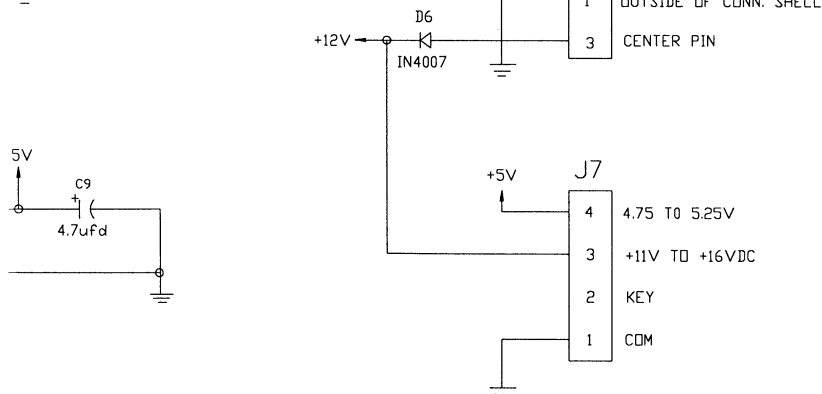 1 OUTSIDE OF CONN. SHELL
D6
+12V
3 CENTER PIN
IN4007
5V
C9
+
4.7ufd
+5V
J7
4 4.75 TO 5.25V
3 +11V TO +16VDC
2 KEY
1 COM